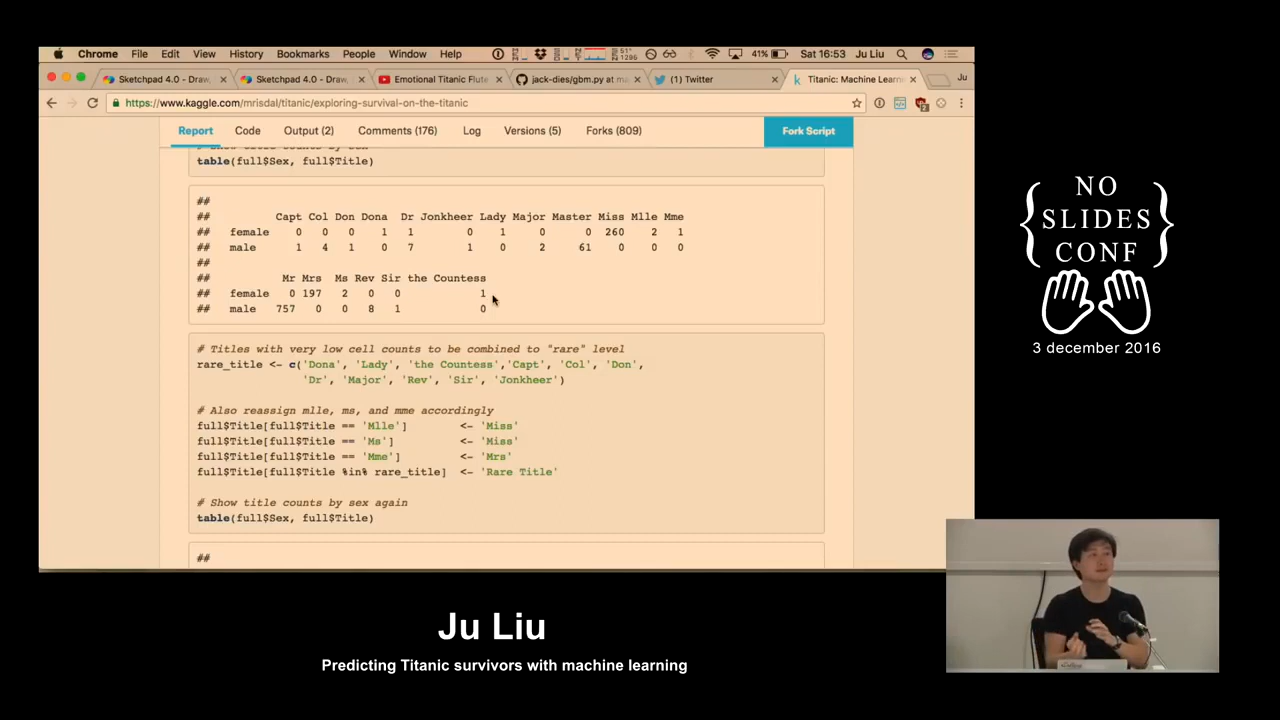 Chrome File Edit View History Bookmarks People Window Help 51° 1296 41% Sat 16:53 Ju Liu
Sketchpad 4.0 - Draw, Sketchpad 4.0 - Draw, Emotional Titanic Flute jack-dies/gbm.py at ma (1) Twitter Titanic: Machine Learni Ju
https://www.kaggle.com/mrisdal/titanic/exploring-survival-on-the-titanic
Report Code Output (2) Comments (176) Log Versions (5) Forks (809) Fork Script
# Show title counts by sex
table(full$Sex, full$Title)
##
## Capt Col Don Dona Dr Jonkheer Lady Major Master Miss Mlle Mme
## female 0 0 0 1 1 0 1 0 0 260 2 1
## male 1 4 1 0 7 1 0 2 61 0 0 0
##
## Mr Mrs Ms Rev Sir the Countess
## female 0 197 2 0 0 1
## male 757 0 0 8 1 0
# Titles with very low cell counts to be combined to "rare" level
rare_title <- c('Dona', 'Lady', 'the Countess','Capt', 'Col', 'Don',
'Dr', 'Major', 'Rev', 'Sir', 'Jonkheer')
# Also reassign mlle, ms, and mme accordingly
full$Title[full$Title == 'Mlle'] <- 'Miss'
full$Title[full$Title == 'Ms'] <- 'Miss'
full$Title[full$Title == 'Mme'] <- 'Mrs'
full$Title[full$Title %in% rare_title] <- 'Rare Title'
# Show title counts by sex again
table(full$Sex, full$Title)
##
NO
SLIDES
CONF
3 december 2016
Ju Liu
Predicting Titanic survivors with machine learning